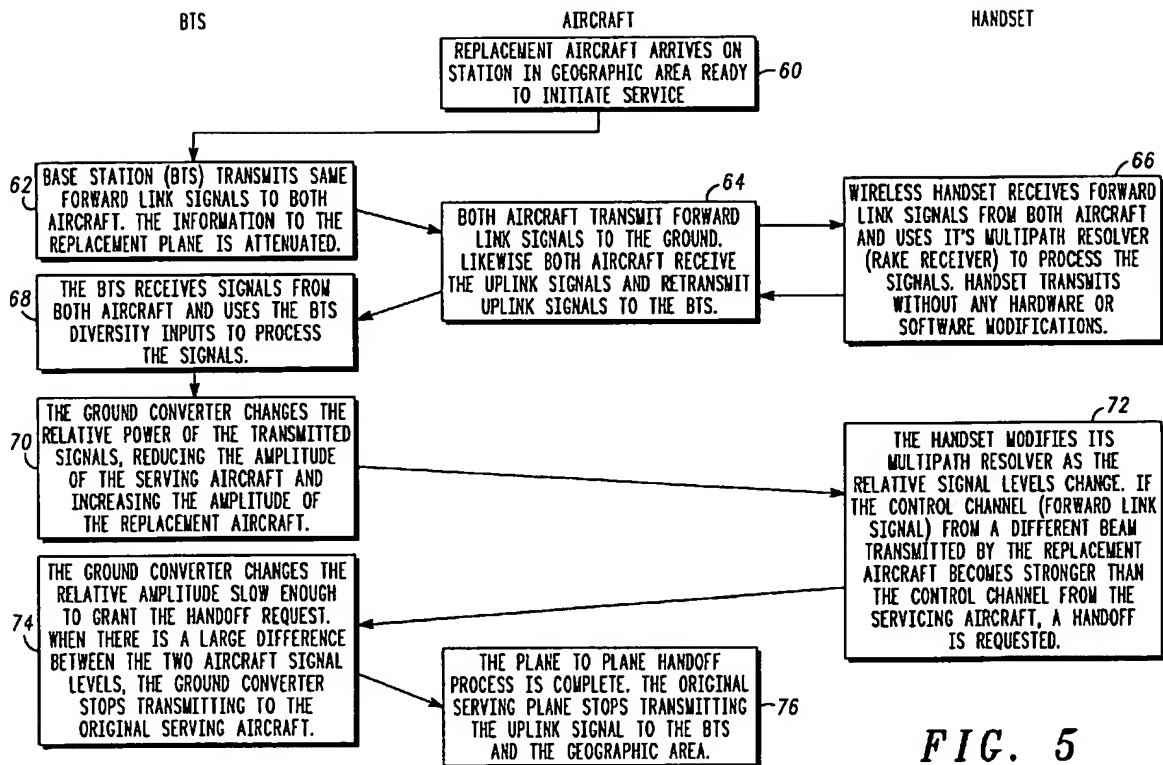 BTS
AIRCRAFT
HANDSET
REPLACEMENT AIRCRAFT ARRIVES ON
STATION IN GEOGRAPHIC AREA READY
TO INITIATE SERVICE
60
62
BASE STATION (BTS) TRANSMITS SAME
FORWARD LINK SIGNALS TO BOTH
AIRCRAFT. THE INFORMATION TO THE
REPLACEMENT PLANE IS ATTENUATED.
64
BOTH AIRCRAFT TRANSMIT FORWARD
LINK SIGNALS TO THE GROUND.
LIKEWISE BOTH AIRCRAFT RECEIVE
THE UPLINK SIGNALS AND RETRANSMIT
UPLINK SIGNALS TO THE BTS.
66
WIRELESS HANDSET RECEIVES FORWARD
LINK SIGNALS FROM BOTH AIRCRAFT
AND USES IT'S MULTIPATH RESOLVER
(RAKE RECEIVER) TO PROCESS THE
SIGNALS. HANDSET TRANSMITS
WITHOUT ANY HARDWARE OR
SOFTWARE MODIFICATIONS.
68
THE BTS RECEIVES SIGNALS FROM
BOTH AIRCRAFT AND USES THE BTS
DIVERSITY INPUTS TO PROCESS
THE SIGNALS.
70
THE GROUND CONVERTER CHANGES THE
RELATIVE POWER OF THE TRANSMITTED
SIGNALS, REDUCING THE AMPLITUDE
OF THE SERVING AIRCRAFT AND
INCREASING THE AMPLITUDE OF
THE REPLACEMENT AIRCRAFT.
72
THE HANDSET MODIFIES ITS
MULTIPATH RESOLVER AS THE
RELATIVE SIGNAL LEVELS CHANGE. IF
THE CONTROL CHANNEL (FORWARD LINK
SIGNAL) FROM A DIFFERENT BEAM
TRANSMITTED BY THE REPLACEMENT
AIRCRAFT BECOMES STRONGER THAN
THE CONTROL CHANNEL FROM THE
SERVICING AIRCRAFT, A HANDOFF
IS REQUESTED.
74
THE GROUND CONVERTER CHANGES THE
RELATIVE AMPLITUDE SLOW ENOUGH
TO GRANT THE HANDOFF REQUEST.
WHEN THERE IS A LARGE DIFFERENCE
BETWEEN THE TWO AIRCRAFT SIGNAL
LEVELS, THE GROUND CONVERTER
STOPS TRANSMITTING TO THE
ORIGINAL SERVING AIRCRAFT.
THE PLANE TO PLANE HANDOFF
PROCESS IS COMPLETE. THE ORIGINAL
SERVING PLANE STOPS TRANSMITTING
THE UPLINK SIGNAL TO THE BTS
AND THE GEOGRAPHIC AREA.
76
FIG. 5